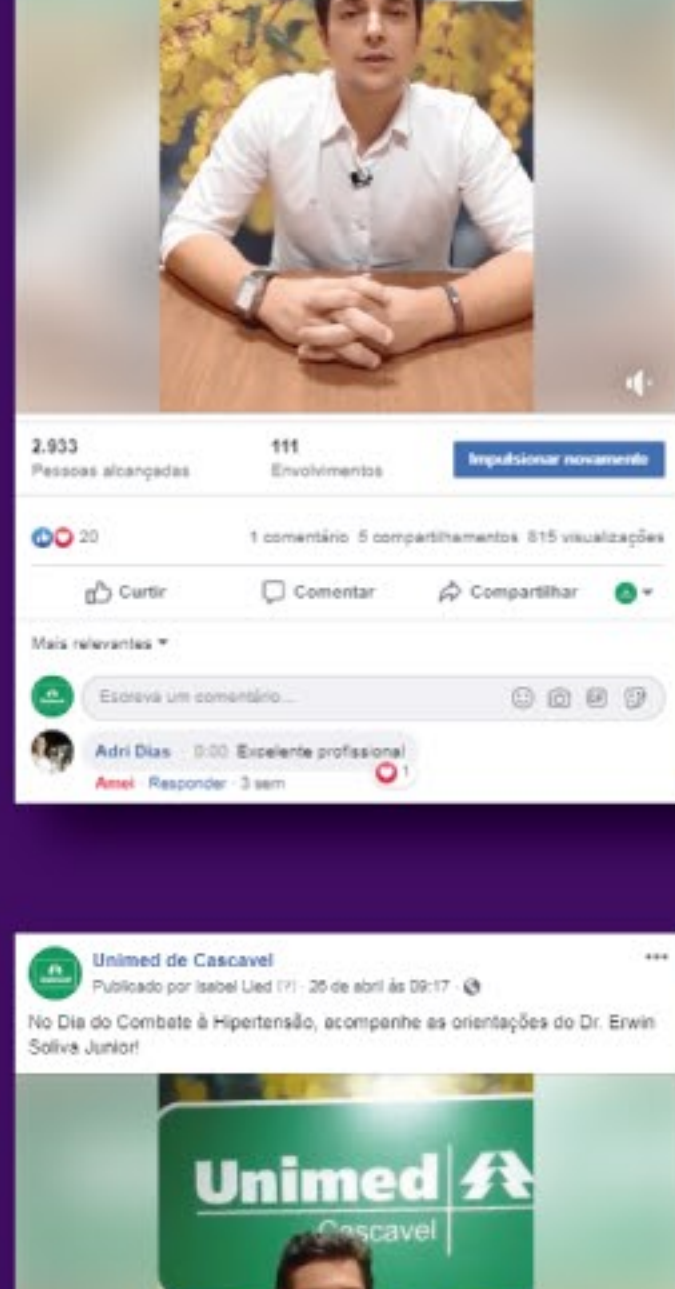 2.933
Pessoas alcançadas
111
Envolvimentos
Impulsionar novamente
20
1 comentário 5 compartilhamentos 815 visualizações
Curtir
Comentar
Compartilhar
Mais relevantes
Escreva um comentário...
Adri Dias · 0:00 Excelente profissional
1
Amei · Responder · 3 sem
Unimed de Cascavel
Publicado por Isabel Lied [?] · 26 de abril às 09:17
No Dia do Combate à Hipertensão, acompanhe as orientações do Dr. Erwin
Soliva Junior!
Unimed
Cascavel